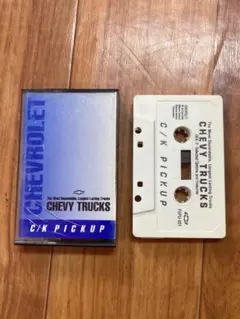 CHEVROLET
The Most Dependable, Longest Lasting Trucks
CHEVY TRUCKS
C/K PICKUP
The Most Dependable, Longest Lasting Trucks
CHEVY TRUCKS
C/K PICKUP